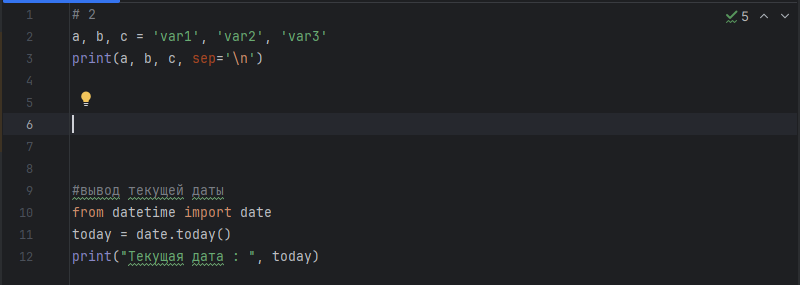 5
1 # 2
2 a, b, c = 'var1', 'var2', 'var3'
3 print(a, b, c, sep='\n')
4
5
6
7
8
9 #вывод текущей даты
10 from datetime import date
11 today = date.today()
12 print("Текущая дата : ", today)